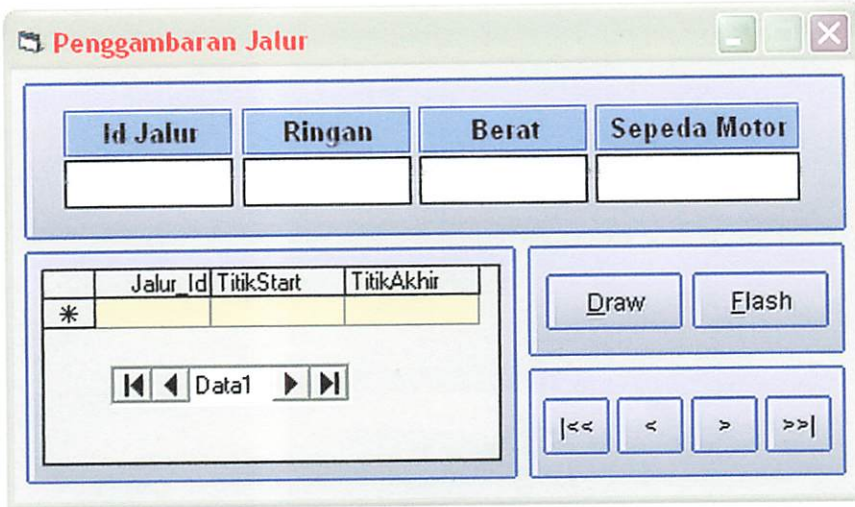 Penggambaran Jalur
Id Jalur Ringan Berat Sepeda Motor
Jalur_Id TitikStart TitikAkhir
*
Data1
Draw Flash
|<< < > >>|